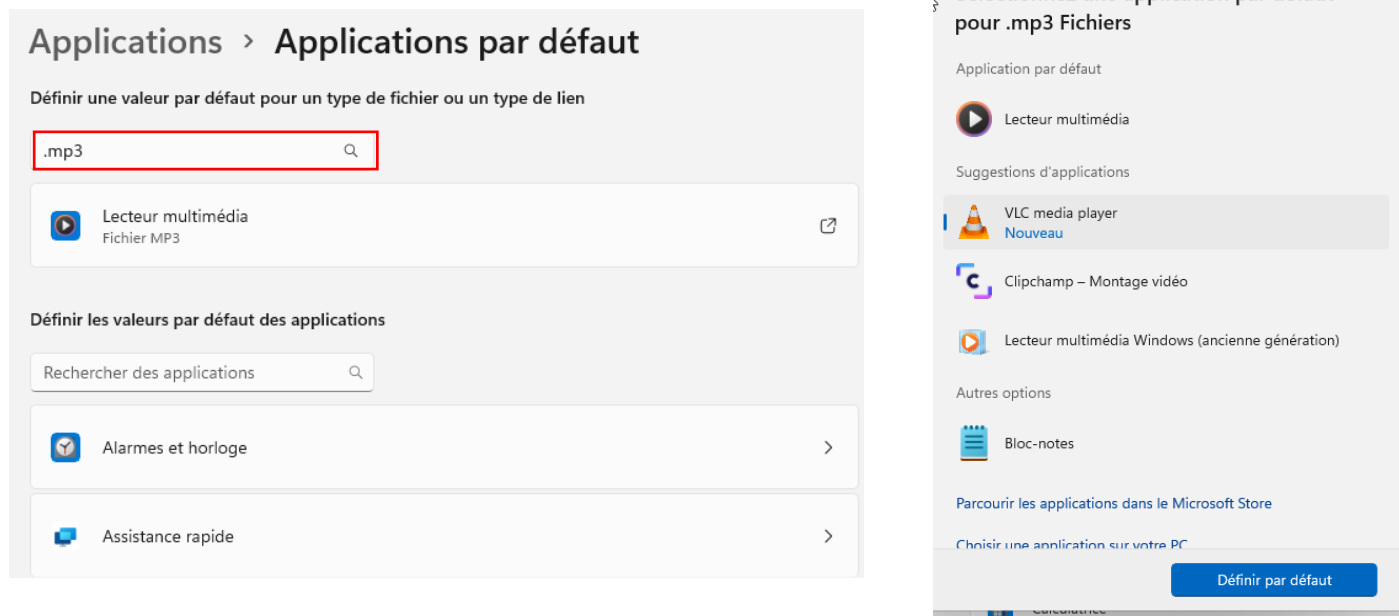 Applications > Applications par défaut
Définir une valeur par défaut pour un type de fichier ou un type de lien
.mp3
Lecteur multimédia
Fichier MP3
Définir les valeurs par défaut des applications
Rechercher des applications
Alarmes et horloge
Assistance rapide
pour .mp3 Fichiers
Application par défaut
Lecteur multimédia
Suggestions d'applications
VLC media player
Nouveau
Clipchamp – Montage vidéo
Lecteur multimédia Windows (ancienne génération)
Autres options
Bloc-notes
Parcourir les applications dans le Microsoft Store
Choisir une application sur votre PC
Définir par défaut